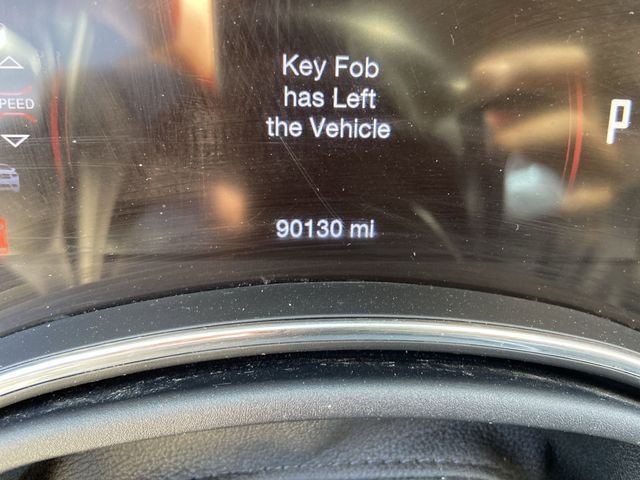 Key Fob
has Left
the Vehicle
SPEED
P
90130 mi